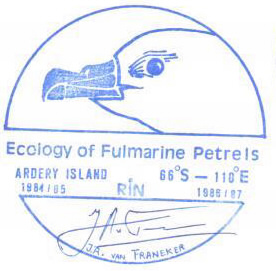 Ecology of Fulmarine Petrels
ARDERY ISLAND 66°S — 110°E
1984/85 RiN 1986/87
J.A. VAN FRANEKER